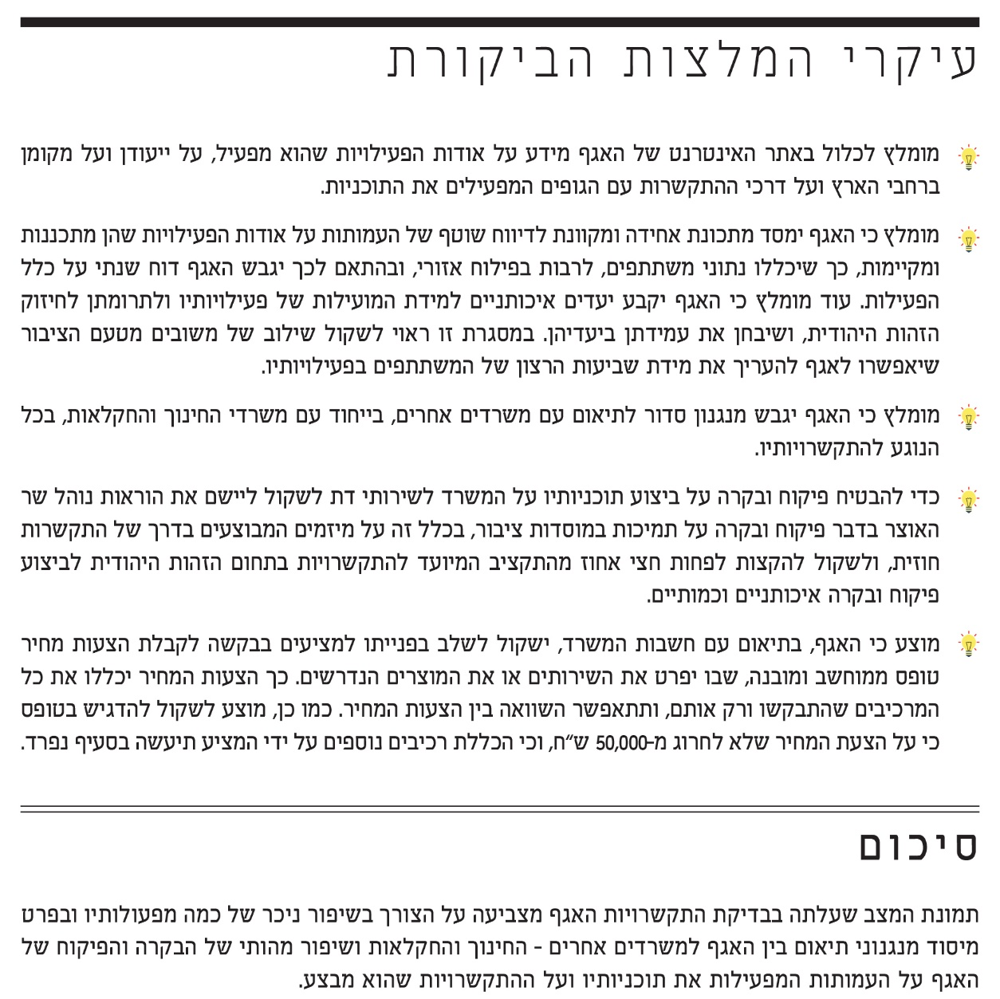 עיקרי המלצות הביקורת
מומלץ לכלול באתר האינטרנט של האגף מידע על אודות הפעילויות שהוא מפעיל, על ייעודן ועל מקומן
ברחבי הארץ ועל דרכי ההתקשרות עם הגופים המפעילים את התוכניות.
מומלץ כי האגף ימסד מתכונת אחידה ומקוונת לדיווח שוטף של העמותות על אודות הפעילויות שהן מתכננות
ומקיימות, כך שיכללו נתוני משתתפים, לרבות בפילוח אזורי, ובהתאם לכך יגבש האגף דוח שנתי על כלל
הפעילות. עוד מומלץ כי האגף יקבע יעדים איכותניים למידת המועילות של פעילויותיו ולתרומתן לחיזוק
הזהות היהודית, ושיבחן את עמידתן ביעדיהן. במסגרת זו ראוי לשקול שילוב של משובים מטעם הציבור
שיאפשרו לאגף להעריך את מידת שביעות הרצון של המשתתפים בפעילויותיו.
מומלץ כי האגף יגבש מנגנון סדור לתיאום עם משרדים אחרים, בייחוד עם משרדי החינוך והחקלאות, בכל
הנוגע להתקשרויותיו.
כדי להבטיח פיקוח ובקרה על ביצוע תוכניותיו על המשרד לשירותי דת לשקול ליישם את הוראות נוהל שר
האוצר בדבר פיקוח ובקרה על תמיכות במוסדות ציבור, בכלל זה על מיזמים המבוצעים בדרך של התקשרות
חוזית, ולשקול להקצות לפחות חצי אחוז מהתקציב המיועד להתקשרויות בתחום הזהות היהודית לביצוע
פיקוח ובקרה איכותניים וכמותיים.
מוצע כי האגף, בתיאום עם חשבות המשרד, ישקול לשלב בפנייתו למציעים בבקשה לקבלת הצעות מחיר
טופס ממוחשב ומובנה, שבו יפרט את השירותים או את המוצרים הנדרשים. כך הצעות המחיר יכללו את כל
המרכיבים שהתבקשו ורק אותם, ותתאפשר השוואה בין הצעות המחיר. כמו כן, מוצע לשקול להדגיש בטופס
כי על הצעת המחיר שלא לחרוג מ-50,000 ש״ח, וכי הכללת רכיבים נוספים על ידי המציע תיעשה בסעיף נפרד.
סיכום
תמונת המצב שעלתה בבדיקת התקשרויות האגף מצביעה על הצורך בשיפור ניכר של כמה מפעולותיו ובפרט
מיסוד מנגנוני תיאום בין האגף למשרדים אחרים - החינוך והחקלאות ושיפור מהותי של הבקרה והפיקוח של
האגף על העמותות המפעילות את תוכניותיו ועל ההתקשרויות שהוא מבצע.